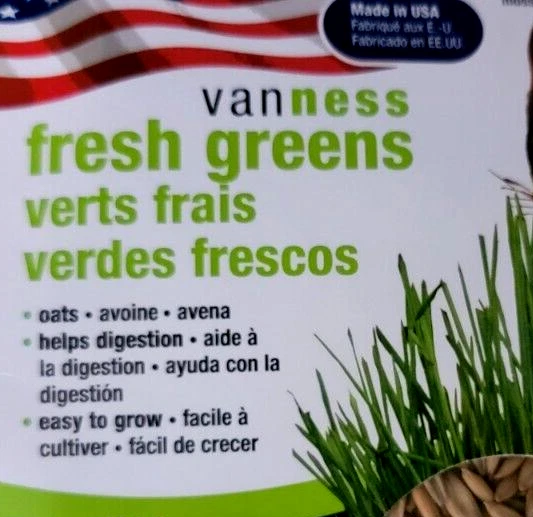 Made in USA
Fabriqué aux É.-U
Fabricado en EE.UU
vanness
fresh greens
verts frais
verdes frescos
• oats • avoine • avena
• helps digestion • aide à
la digestion • ayuda con la
digestión
• easy to grow • facile à
cultiver • fácil de crecer